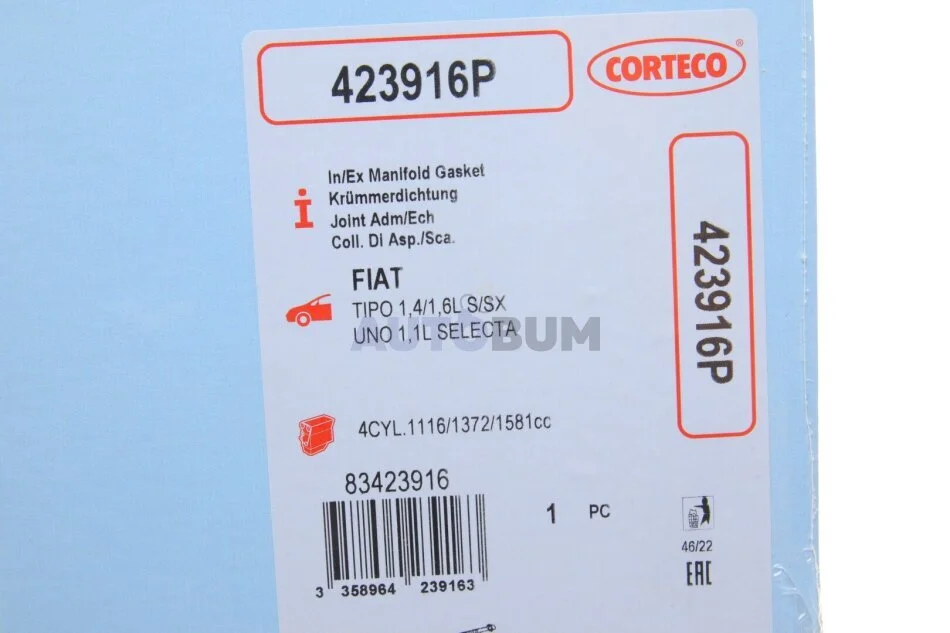 423916P
CORTECO®
In/Ex Manifold Gasket
Krümmerdichtung
Joint Adm/Ech
Coll. Di Asp./Sca.
FIAT
TIPO 1,4/1,6L S/SX
UNO 1,1L SELECTA
AUTOBUM
423916P
4CYL.1116/1372/1581cc
83423916
1 PC
46/22
EAC
3 358964 239163